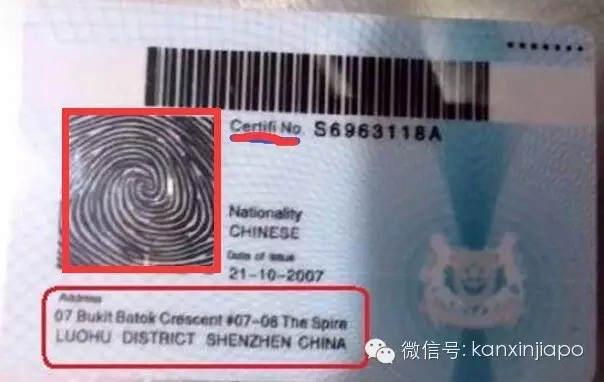 Certifi No. S6963118A
Nationality
CHINESE
Date of Issue
21-10-2007
Address
07 Bukit Batok Crescent #07-08 The Spire
LUOHU DISTRICT SHENZHEN CHINA
微信号: kanxinjiapo